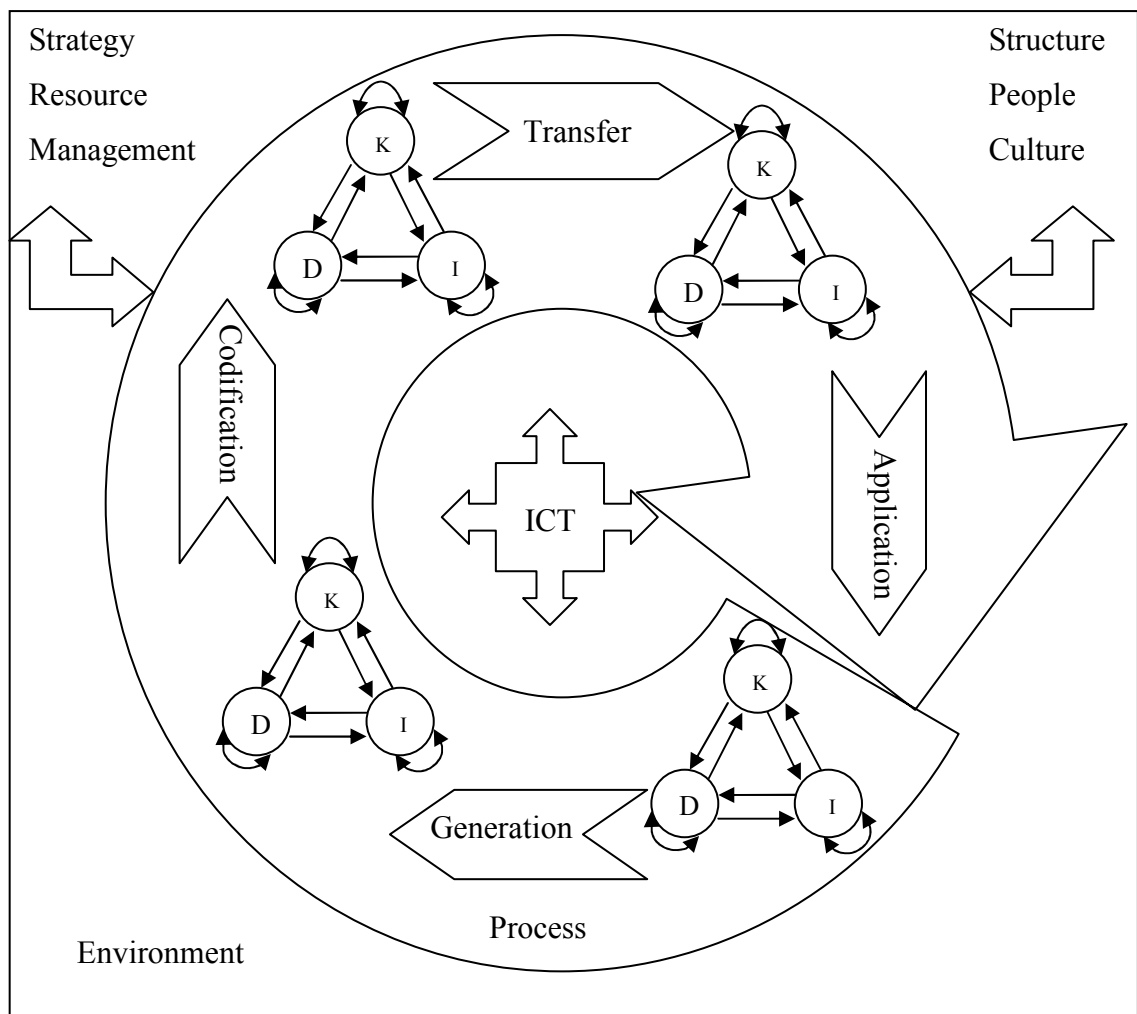 Strategy
Resource
Management
Structure
People
Culture
K
Transfer
K
D
I
D
I
Codification
Application
ICT
K
D
I
K
D
I
Generation
Process
Environment